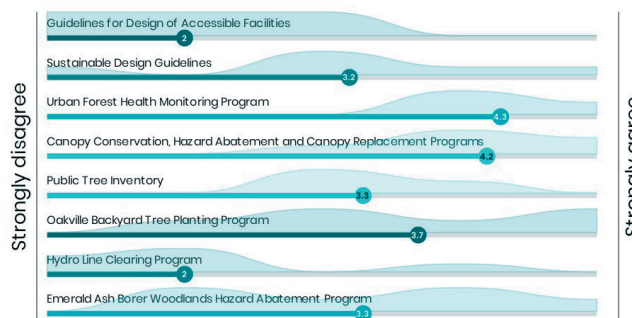 Strongly disagree
Guidelines for Design of Accessible Facilities
2
Sustainable Design Guidelines
3.2
Urban Forest Health Monitoring Program
4.3
Canopy Conservation, Hazard Abatement and Canopy Replacement Programs
4.2
Public Tree Inventory
3.3
Oakville Backyard Tree Planting Program
3.7
Hydro Line Clearing Program
2
Emerald Ash Borer Woodlands Hazard Abatement Program
3.3
Strongly